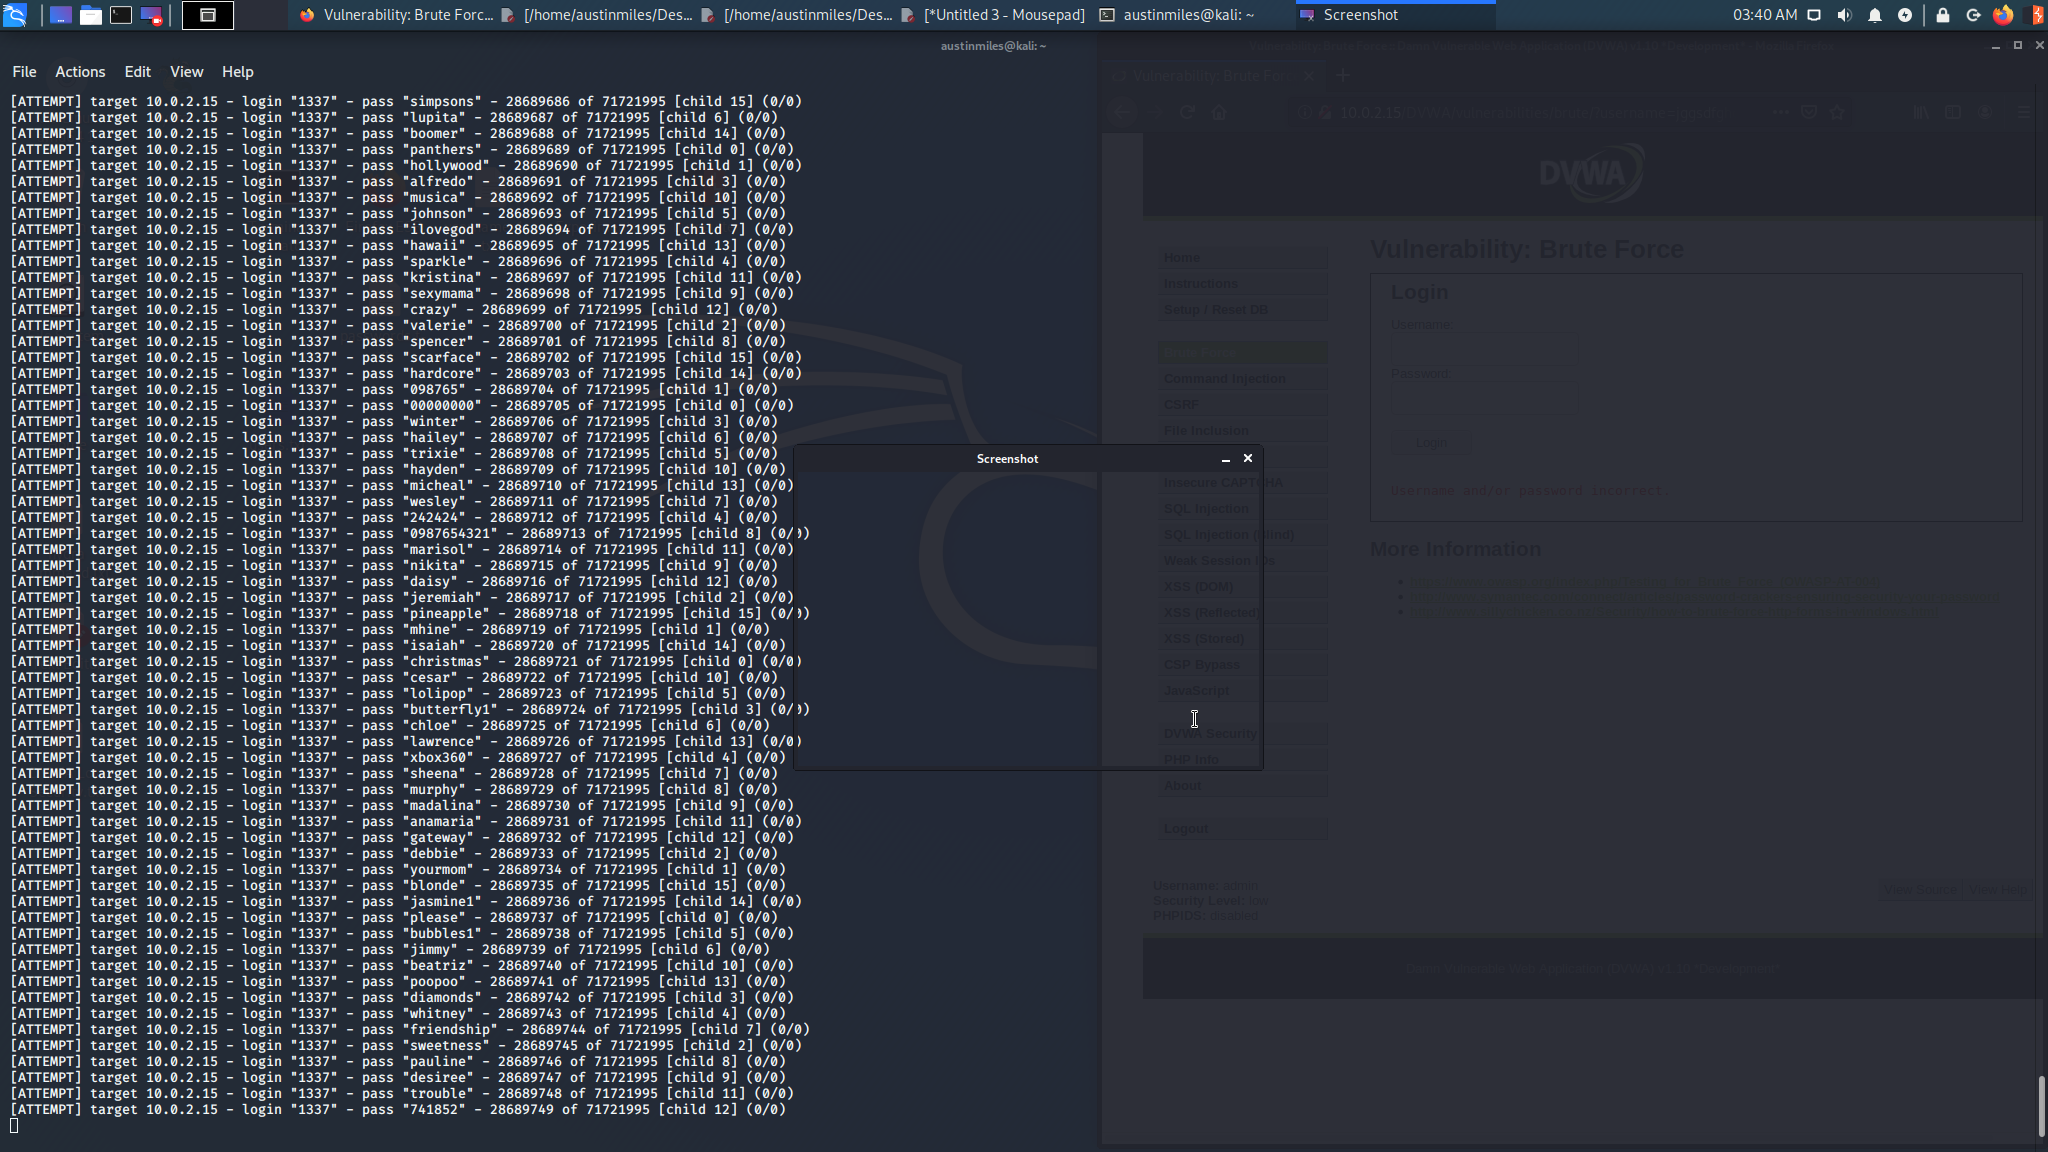 Vulnerability: Brute Forc...
[/home/austinmiles/Des...
[/home/austinmiles/Des...
[*Untitled 3 - Mousepad]
austinmiles@kali: ~
Screenshot
03:40 AM
austinmiles@kali: ~
File Actions Edit View Help
[ATTEMPT] target 10.0.2.15 - login "1337" - pass "simpsons" - 28689686 of 71721995 [child 15] (0/0)
[ATTEMPT] target 10.0.2.15 - login "1337" - pass "lupita" - 28689687 of 71721995 [child 6] (0/0)
[ATTEMPT] target 10.0.2.15 - login "1337" - pass "boomer" - 28689688 of 71721995 [child 14] (0/0)
[ATTEMPT] target 10.0.2.15 - login "1337" - pass "panthers" - 28689689 of 71721995 [child 0] (0/0)
[ATTEMPT] target 10.0.2.15 - login "1337" - pass "hollywood" - 28689690 of 71721995 [child 1] (0/0)
[ATTEMPT] target 10.0.2.15 - login "1337" - pass "alfredo" - 28689691 of 71721995 [child 3] (0/0)
[ATTEMPT] target 10.0.2.15 - login "1337" - pass "musica" - 28689692 of 71721995 [child 10] (0/0)
[ATTEMPT] target 10.0.2.15 - login "1337" - pass "johnson" - 28689693 of 71721995 [child 5] (0/0)
[ATTEMPT] target 10.0.2.15 - login "1337" - pass "ilovegod" - 28689694 of 71721995 [child 7] (0/0)
[ATTEMPT] target 10.0.2.15 - login "1337" - pass "hawaii" - 28689695 of 71721995 [child 13] (0/0)
[ATTEMPT] target 10.0.2.15 - login "1337" - pass "sparkle" - 28689696 of 71721995 [child 4] (0/0)
[ATTEMPT] target 10.0.2.15 - login "1337" - pass "kristina" - 28689697 of 71721995 [child 11] (0/0)
[ATTEMPT] target 10.0.2.15 - login "1337" - pass "sexymama" - 28689698 of 71721995 [child 9] (0/0)
[ATTEMPT] target 10.0.2.15 - login "1337" - pass "crazy" - 28689699 of 71721995 [child 12] (0/0)
[ATTEMPT] target 10.0.2.15 - login "1337" - pass "valerie" - 28689700 of 71721995 [child 2] (0/0)
[ATTEMPT] target 10.0.2.15 - login "1337" - pass "spencer" - 28689701 of 71721995 [child 8] (0/0)
[ATTEMPT] target 10.0.2.15 - login "1337" - pass "scarface" - 28689702 of 71721995 [child 15] (0/0)
[ATTEMPT] target 10.0.2.15 - login "1337" - pass "hardcore" - 28689703 of 71721995 [child 14] (0/0)
[ATTEMPT] target 10.0.2.15 - login "1337" - pass "098765" - 28689704 of 71721995 [child 1] (0/0)
[ATTEMPT] target 10.0.2.15 - login "1337" - pass "00000000" - 28689705 of 71721995 [child 0] (0/0)
[ATTEMPT] target 10.0.2.15 - login "1337" - pass "winter" - 28689706 of 71721995 [child 3] (0/0)
[ATTEMPT] target 10.0.2.15 - login "1337" - pass "hailey" - 28689707 of 71721995 [child 6] (0/0)
[ATTEMPT] target 10.0.2.15 - login "1337" - pass "trixie" - 28689708 of 71721995 [child 5] (0/0)
[ATTEMPT] target 10.0.2.15 - login "1337" - pass "hayden" - 28689709 of 71721995 [child 10] (0/0)
[ATTEMPT] target 10.0.2.15 - login "1337" - pass "micheal" - 28689710 of 71721995 [child 13] (0/0)
[ATTEMPT] target 10.0.2.15 - login "1337" - pass "wesley" - 28689711 of 71721995 [child 7] (0/0)
[ATTEMPT] target 10.0.2.15 - login "1337" - pass "242424" - 28689712 of 71721995 [child 4] (0/0)
[ATTEMPT] target 10.0.2.15 - login "1337" - pass "0987654321" - 28689713 of 71721995 [child 8] (0/0)
[ATTEMPT] target 10.0.2.15 - login "1337" - pass "marisol" - 28689714 of 71721995 [child 11] (0/0)
[ATTEMPT] target 10.0.2.15 - login "1337" - pass "nikita" - 28689715 of 71721995 [child 9] (0/0)
[ATTEMPT] target 10.0.2.15 - login "1337" - pass "daisy" - 28689716 of 71721995 [child 12] (0/0)
[ATTEMPT] target 10.0.2.15 - login "1337" - pass "jeremiah" - 28689717 of 71721995 [child 2] (0/0)
[ATTEMPT] target 10.0.2.15 - login "1337" - pass "pineapple" - 28689718 of 71721995 [child 15] (0/0)
[ATTEMPT] target 10.0.2.15 - login "1337" - pass "mhine" - 28689719 of 71721995 [child 1] (0/0)
[ATTEMPT] target 10.0.2.15 - login "1337" - pass "isaiah" - 28689720 of 71721995 [child 14] (0/0)
[ATTEMPT] target 10.0.2.15 - login "1337" - pass "christmas" - 28689721 of 71721995 [child 0] (0/0)
[ATTEMPT] target 10.0.2.15 - login "1337" - pass "cesar" - 28689722 of 71721995 [child 10] (0/0)
[ATTEMPT] target 10.0.2.15 - login "1337" - pass "lolipop" - 28689723 of 71721995 [child 5] (0/0)
[ATTEMPT] target 10.0.2.15 - login "1337" - pass "butterfly1" - 28689724 of 71721995 [child 3] (0/0)
[ATTEMPT] target 10.0.2.15 - login "1337" - pass "chloe" - 28689725 of 71721995 [child 6] (0/0)
[ATTEMPT] target 10.0.2.15 - login "1337" - pass "lawrence" - 28689726 of 71721995 [child 13] (0/0)
[ATTEMPT] target 10.0.2.15 - login "1337" - pass "xbox360" - 28689727 of 71721995 [child 4] (0/0)
[ATTEMPT] target 10.0.2.15 - login "1337" - pass "sheena" - 28689728 of 71721995 [child 7] (0/0)
[ATTEMPT] target 10.0.2.15 - login "1337" - pass "murphy" - 28689729 of 71721995 [child 8] (0/0)
[ATTEMPT] target 10.0.2.15 - login "1337" - pass "madalina" - 28689730 of 71721995 [child 9] (0/0)
[ATTEMPT] target 10.0.2.15 - login "1337" - pass "anamaria" - 28689731 of 71721995 [child 11] (0/0)
[ATTEMPT] target 10.0.2.15 - login "1337" - pass "gateway" - 28689732 of 71721995 [child 12] (0/0)
[ATTEMPT] target 10.0.2.15 - login "1337" - pass "debbie" - 28689733 of 71721995 [child 2] (0/0)
[ATTEMPT] target 10.0.2.15 - login "1337" - pass "yourmom" - 28689734 of 71721995 [child 1] (0/0)
[ATTEMPT] target 10.0.2.15 - login "1337" - pass "blonde" - 28689735 of 71721995 [child 15] (0/0)
[ATTEMPT] target 10.0.2.15 - login "1337" - pass "jasmine1" - 28689736 of 71721995 [child 14] (0/0)
[ATTEMPT] target 10.0.2.15 - login "1337" - pass "please" - 28689737 of 71721995 [child 0] (0/0)
[ATTEMPT] target 10.0.2.15 - login "1337" - pass "bubbles1" - 28689738 of 71721995 [child 5] (0/0)
[ATTEMPT] target 10.0.2.15 - login "1337" - pass "jimmy" - 28689739 of 71721995 [child 6] (0/0)
[ATTEMPT] target 10.0.2.15 - login "1337" - pass "beatriz" - 28689740 of 71721995 [child 10] (0/0)
[ATTEMPT] target 10.0.2.15 - login "1337" - pass "poopoo" - 28689741 of 71721995 [child 13] (0/0)
[ATTEMPT] target 10.0.2.15 - login "1337" - pass "diamonds" - 28689742 of 71721995 [child 3] (0/0)
[ATTEMPT] target 10.0.2.15 - login "1337" - pass "whitney" - 28689743 of 71721995 [child 4] (0/0)
[ATTEMPT] target 10.0.2.15 - login "1337" - pass "friendship" - 28689744 of 71721995 [child 7] (0/0)
[ATTEMPT] target 10.0.2.15 - login "1337" - pass "sweetness" - 28689745 of 71721995 [child 2] (0/0)
[ATTEMPT] target 10.0.2.15 - login "1337" - pass "pauline" - 28689746 of 71721995 [child 8] (0/0)
[ATTEMPT] target 10.0.2.15 - login "1337" - pass "desiree" - 28689747 of 71721995 [child 9] (0/0)
[ATTEMPT] target 10.0.2.15 - login "1337" - pass "trouble" - 28689748 of 71721995 [child 11] (0/0)
[ATTEMPT] target 10.0.2.15 - login "1337" - pass "741852" - 28689749 of 71721995 [child 12] (0/0)
Screenshot
Vulnerability: Brute For
DVWA
Home
Instructions
Setup / Reset DB
Brute Force
Command Injection
CSRF
File Inclusion
Insecure CAPTCHA
SQL Injection
SQL Injection (Blind)
Weak Session IDs
XSS (DOM)
XSS (Reflected)
XSS (Stored)
CSP Bypass
JavaScript
DVWA Security
PHP Info
About
Logout
Vulnerability: Brute Force
Login
Username:
Password:
Login
Username and/or password incorrect.
More Information
Username: admin
Security Level: low
PHPIDS: disabled
View Source View Help